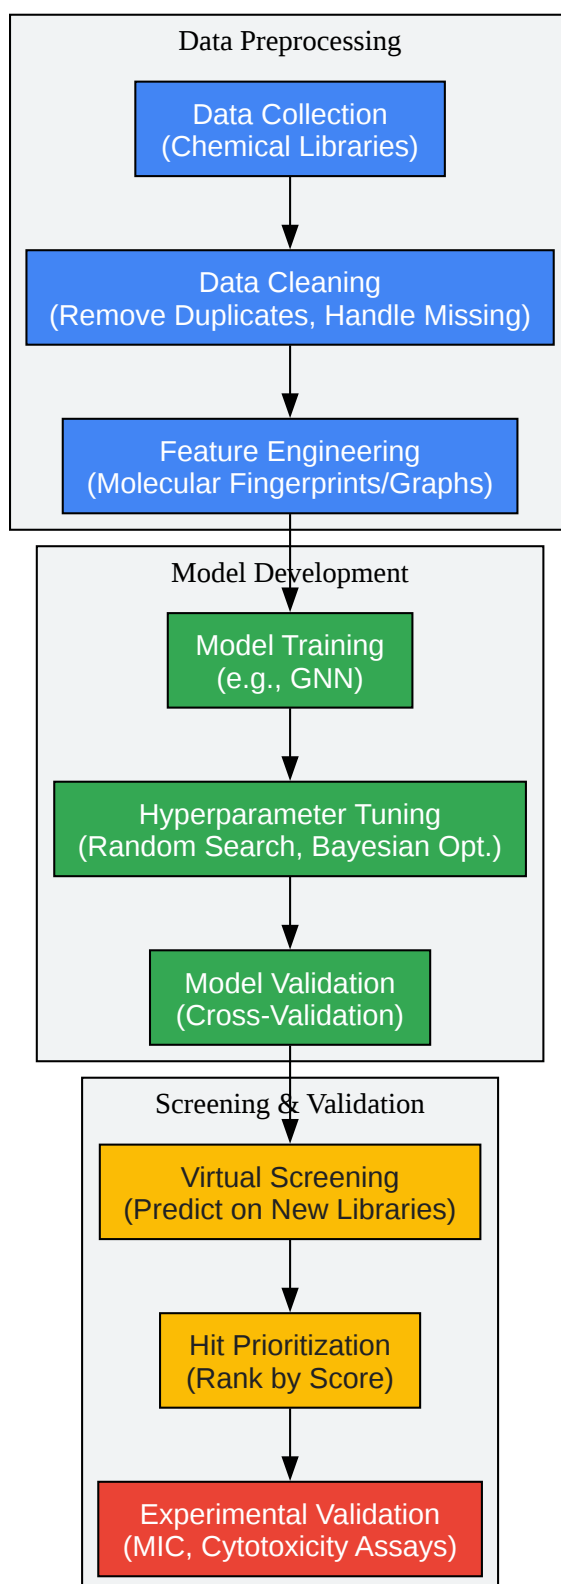 Data Preprocessing
Data Collection
(Chemical Libraries)
Data Cleaning
(Remove Duplicates, Handle Missing)
Feature Engineering
(Molecular Fingerprints/Graphs)
Model Development
Model Training
(e.g., GNN)
Hyperparameter Tuning
(Random Search, Bayesian Opt.)
Model Validation
(Cross-Validation)
Screening & Validation
Virtual Screening
(Predict on New Libraries)
Hit Prioritization
(Rank by Score)
Experimental Validation
(MIC, Cytotoxicity Assays)